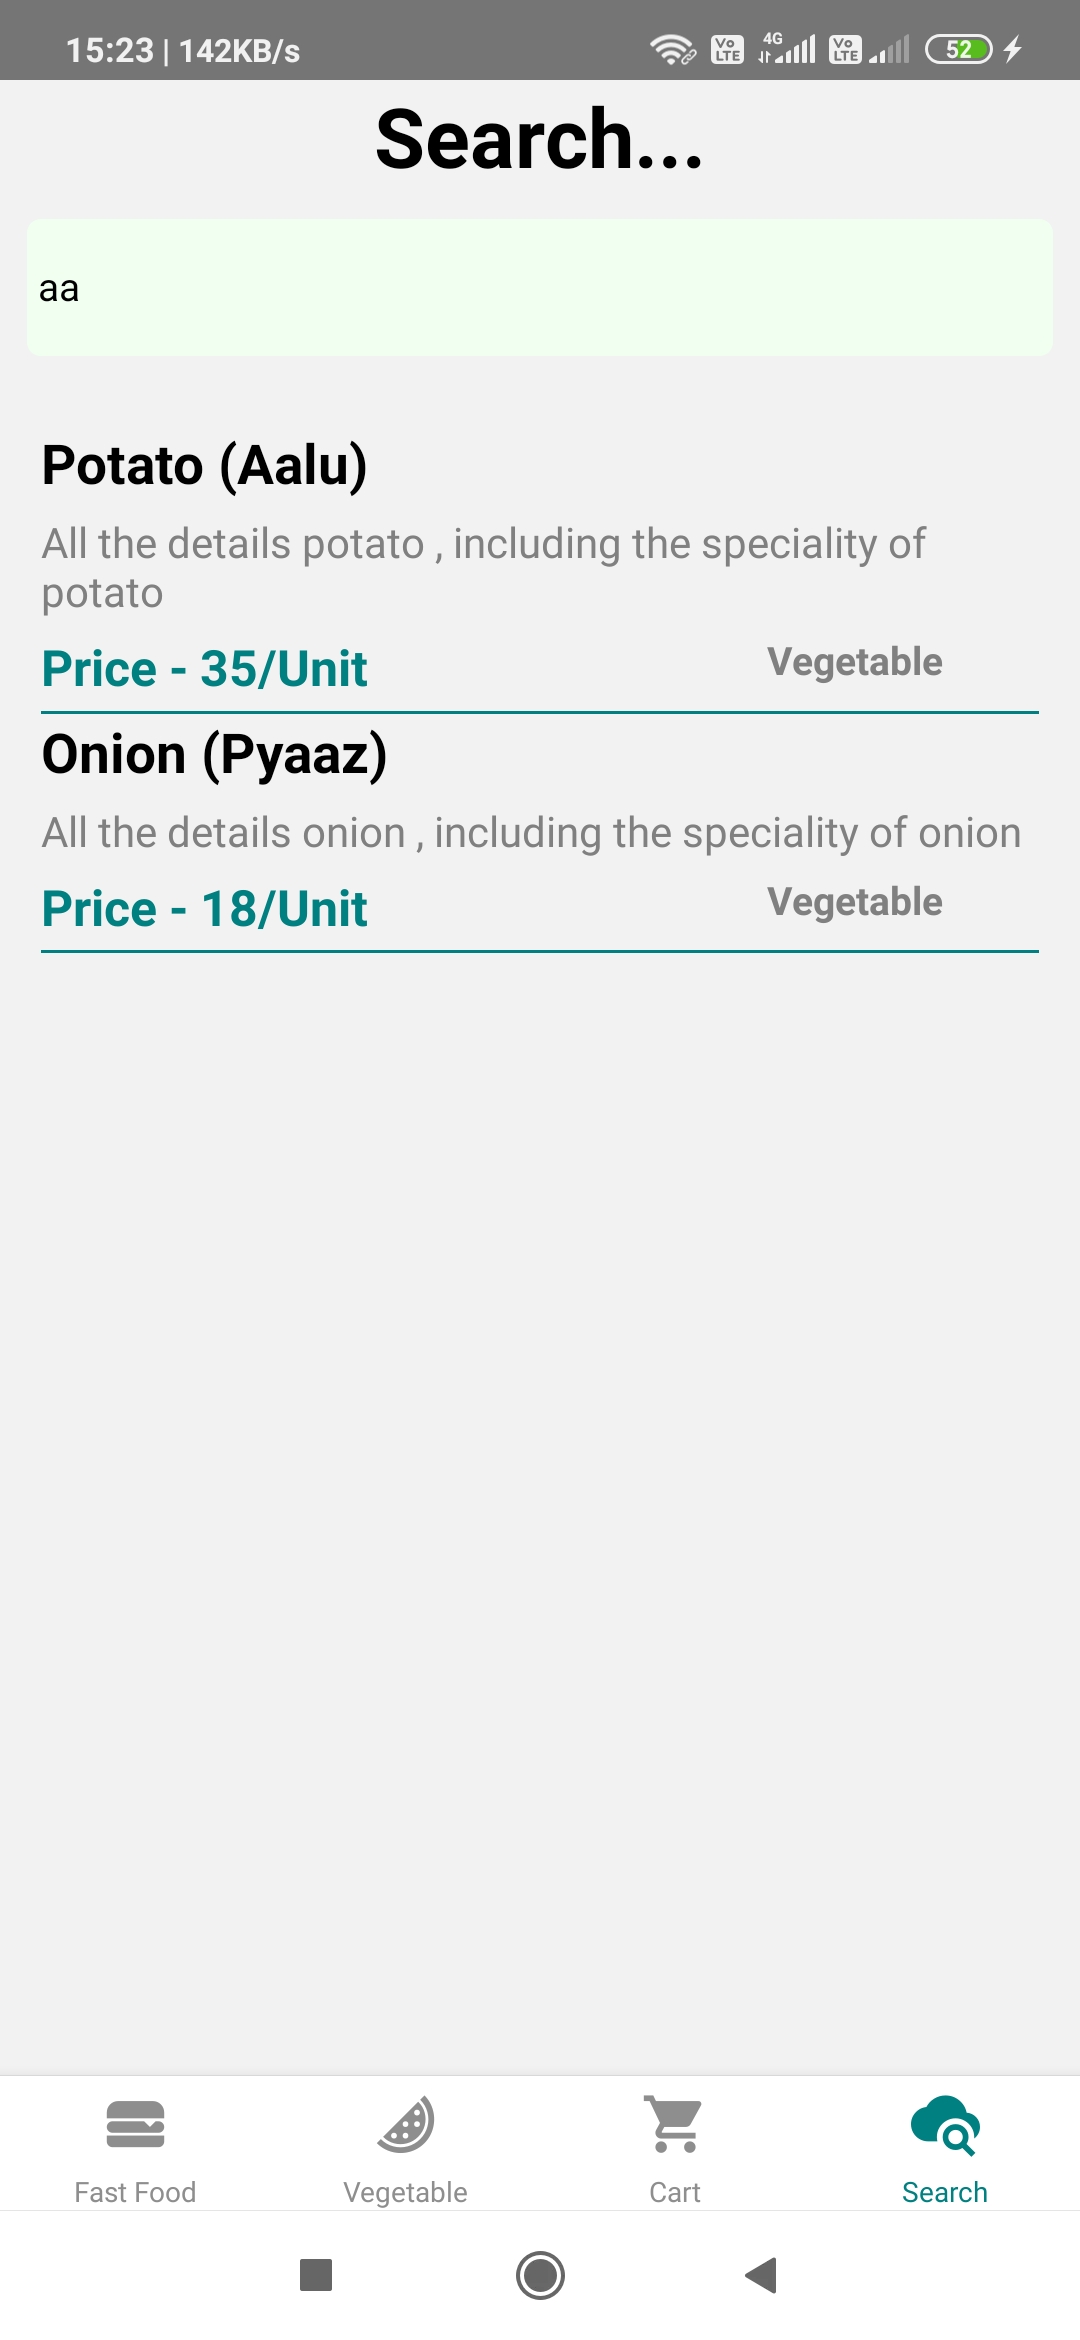 15:23 | 142KB/s
Vo LTE 4G Vo LTE 52
Search...
aa
Potato (Aalu)
All the details potato , including the speciality of
potato
Price - 35/Unit Vegetable
Onion (Pyaaz)
All the details onion , including the speciality of onion
Price - 18/Unit Vegetable
Fast Food Vegetable Cart Search